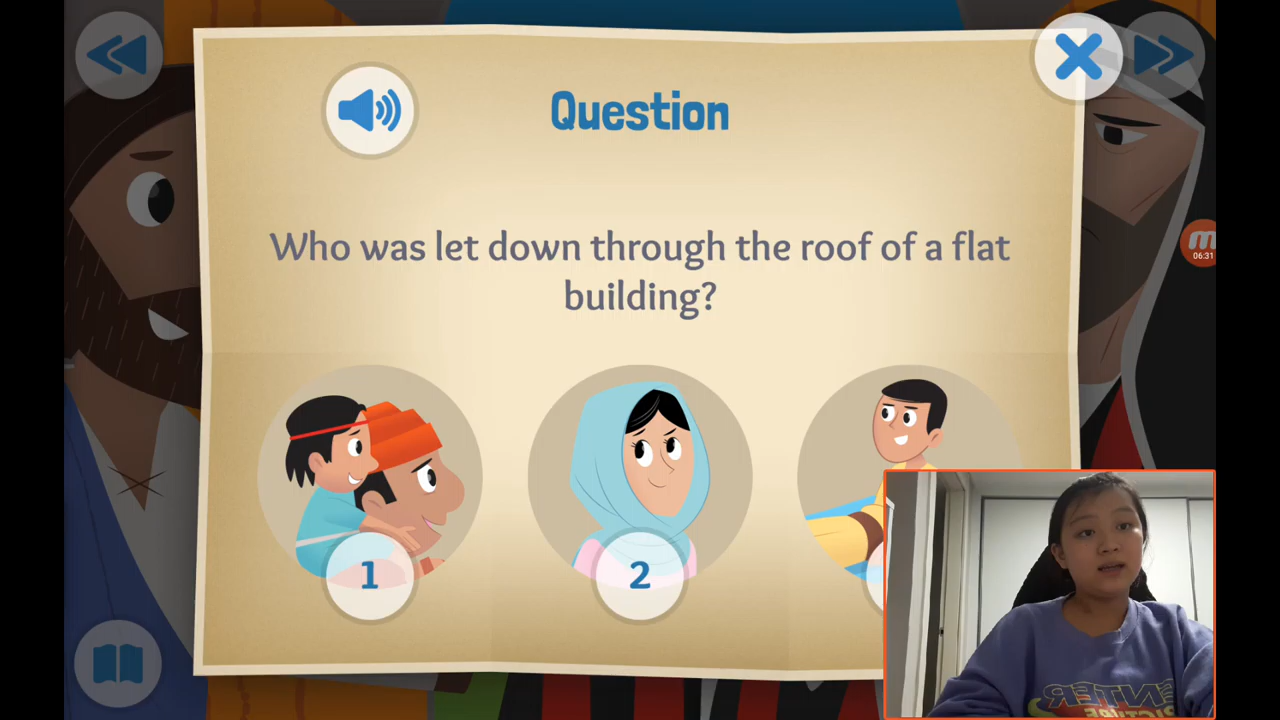 Question
Who was let down through the roof of a flat
building?
06:31
1
2